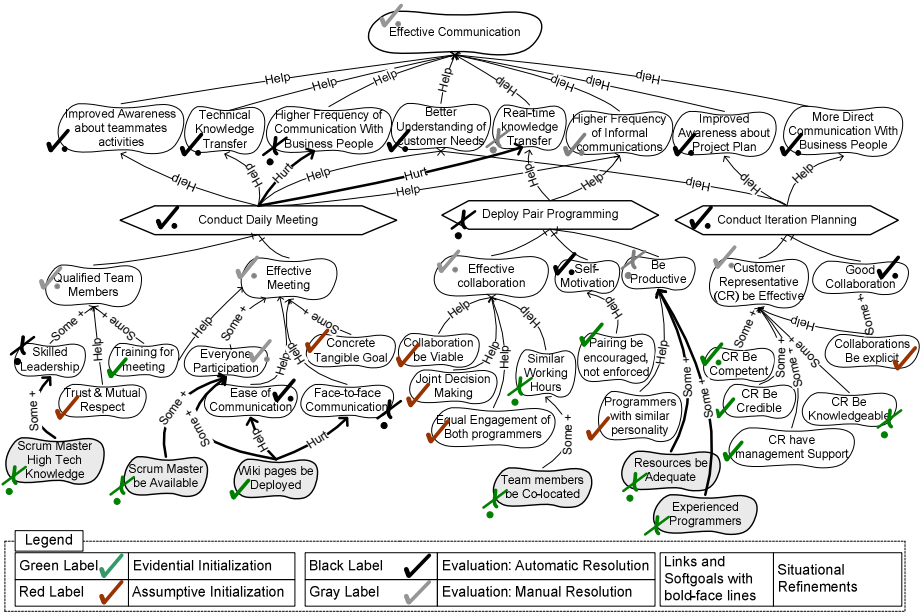 Effective Communication
Help
Help
Help
Help
Help
Help
Help
Help
Improved Awareness
about teammates
activities
Technical
Knowledge
Transfer
Higher Frequency of
Communication With
Business People
Better
Understanding of
Customer Needs
Real-time
Knowledge
Transfer
Higher Frequency
of Informal
communications
Improved
Awareness about
Project Plan
More Direct
Communication With
Business People
Help
Help
Hurt
Help
Hurt
Help
Help
Help
Help
Help
Help
Conduct Daily Meeting
Deploy Pair Programming
Conduct Iteration Planning
Qualified Team
Members
Effective
Meeting
Effective
collaboration
Self-
Motivation
Be
Productive
Customer
Representative
(CR) be Effective
Good
Collaboration
Some +
Help
Some +
Help
Some +
Help
Help
Some +
Help
Help
Help
Help
Help
Some +
Some +
Some +
Some +
Some +
Help
Some +
Skilled
Leadership
Training for
meeting
Trust & Mutual
Respect
Everyone
Participation
Concrete
Tangible Goal
Ease of
Communication
Face-to-face
Communication
Collaboration
be Viable
Joint Decision
Making
Equal Engagement of
Both programmers
Similar
Working
Hours
Pairing be
encouraged,
not enforced
Programmers
with similar
personality
CR Be
Competent
CR Be
Credible
CR have
management Support
CR Be
Knowledgeable
Collaborations
Be explicit
Some +
Some +
Some +
Help
Hurt
Some +
Some +
Some +
Scrum Master
High Tech
Knowledge
Scrum Master
be Available
Wiki pages be
Deployed
Team members
be Co-located
Resources be
Adequate
Experienced
Programmers
Legend
Green Label
Evidential Initialization
Black Label
Evaluation: Automatic Resolution
Red Label
Assumptive Initialization
Gray Label
Evaluation: Manual Resolution
Links and
Softgoals with
bold-face lines
Situational
Refinements